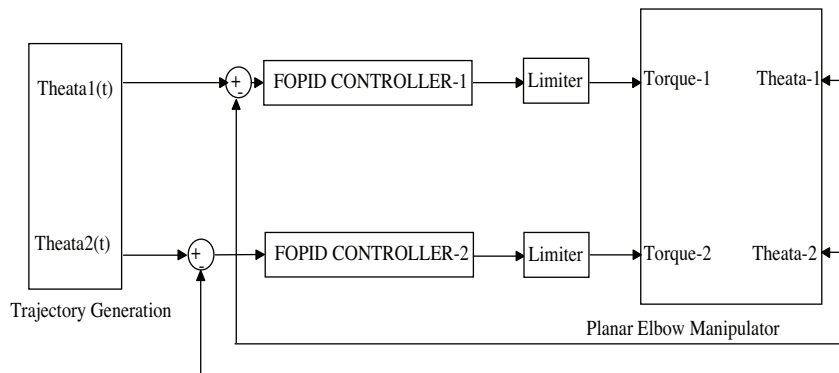 Theata1(t)
+
-
FOPID CONTROLLER-1
Limiter
Torque-1
Theata-1
Theata2(t)
+
-
FOPID CONTROLLER-2
Limiter
Torque-2
Theata-2
Trajectory Generation
Planar Elbow Manipulator